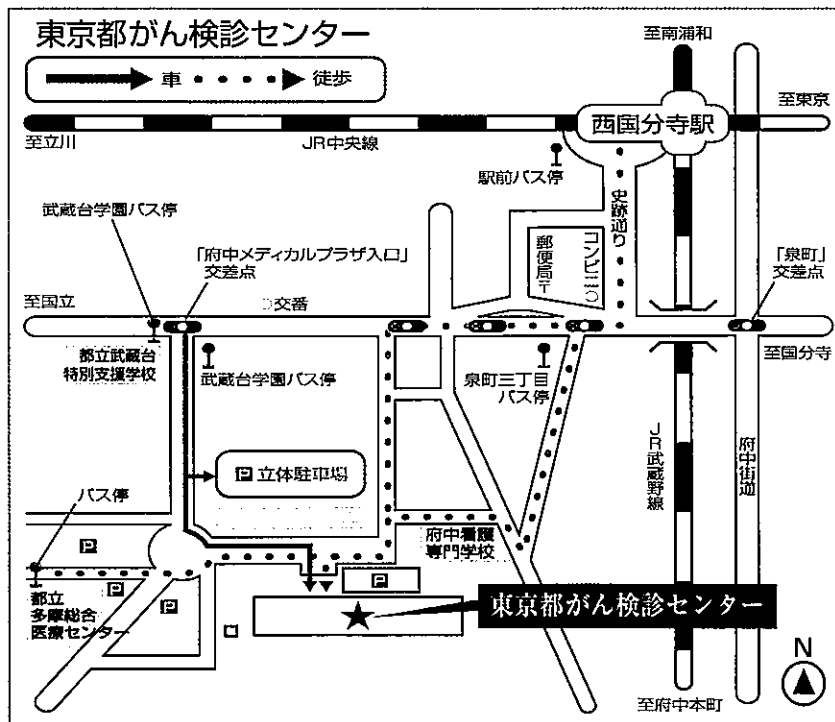 東京都がん検診センター
車
徒歩
至南浦和
至東京
西国分寺駅
至立川
JR中央線
駅前バス停
史跡通り
武蔵台学園バス停
「府中メディカルプラザ入口」
交差点
郵便局〒
コンビニ
「泉町」
交差点
至国立
交番
至国分寺
都立武蔵台
特別支援学校
武蔵台学園バス停
泉町三丁目
バス停
JR武蔵野線
府中街道
P 立体駐車場
バス停
府中看護
専門学校
P
P
P
P
都立
多摩総合
医療センター
東京都がん検診センター
N
至府中本町